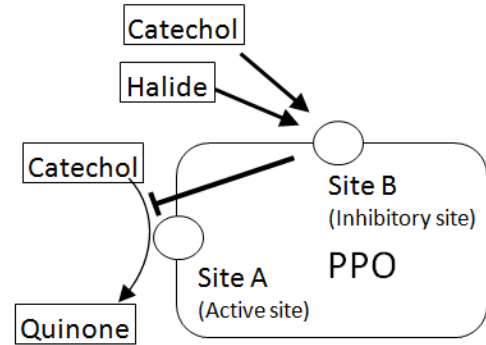 Catechol
Halide
Catechol
Site B
(Inhibitory site)
PPO
Site A
(Active site)
Quinone